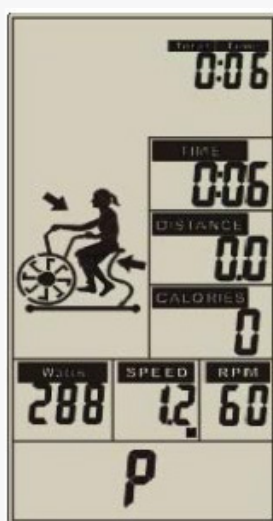 Total Time
0:06
TIME
0:06
DISTANCE
0.0
CALORIES
0
Watts SPEED RPM
288 1.2 60
P